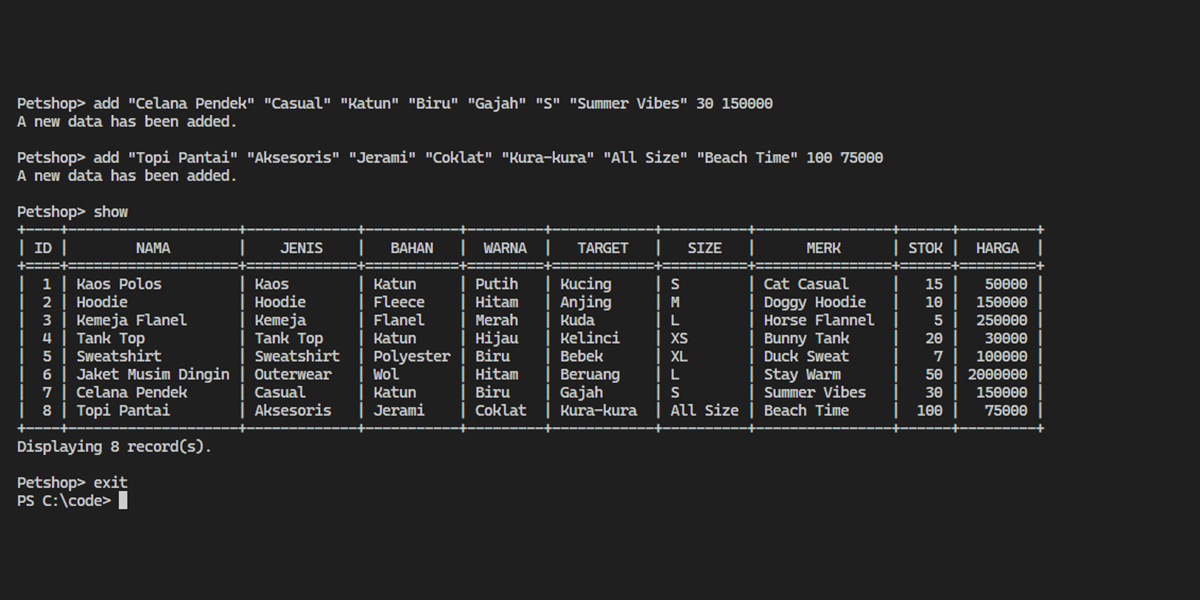 Petshop> add "Celana Pendek" "Casual" "Katun" "Biru" "Gajah" "S" "Summer Vibes" 30 150000
A new data has been added.
Petshop> add "Topi Pantai" "Aksesoris" "Jerami" "Coklat" "Kura-kura" "All Size" "Beach Time" 100 75000
A new data has been added.
Petshop> show
+----+--------------------+-------------+-----------+---------+------------+----------+----------------+------+---------+
| ID |        NAMA        |    JENIS    |   BAHAN   |  WARNA  |   TARGET   |   SIZE   |      MERK      | STOK |  HARGA  |
+====+====================+=============+===========+=========+============+==========+================+======+=========+
|  1 | Kaos Polos         | Kaos        | Katun     | Putih   | Kucing     | S        | Cat Casual     |   15 |   50000 |
|  2 | Hoodie             | Hoodie      | Fleece    | Hitam   | Anjing     | M        | Doggy Hoodie   |   10 |  150000 |
|  3 | Kemeja Flanel      | Kemeja      | Flanel    | Merah   | Kuda       | L        | Horse Flannel  |    5 |  250000 |
|  4 | Tank Top           | Tank Top    | Katun     | Hijau   | Kelinci    | XS       | Bunny Tank     |   20 |   30000 |
|  5 | Sweatshirt         | Sweatshirt  | Polyester | Biru    | Bebek      | XL       | Duck Sweat     |    7 |  100000 |
|  6 | Jaket Musim Dingin | Outerwear   | Wol       | Hitam   | Beruang    | L        | Stay Warm      |   50 | 2000000 |
|  7 | Celana Pendek      | Casual      | Katun     | Biru    | Gajah      | S        | Summer Vibes   |   30 |  150000 |
|  8 | Topi Pantai        | Aksesoris   | Jerami    | Coklat  | Kura-kura  | All Size | Beach Time     |  100 |   75000 |
+----+--------------------+-------------+-----------+---------+------------+----------+----------------+------+---------+
Displaying 8 record(s).
Petshop> exit
PS C:\code>